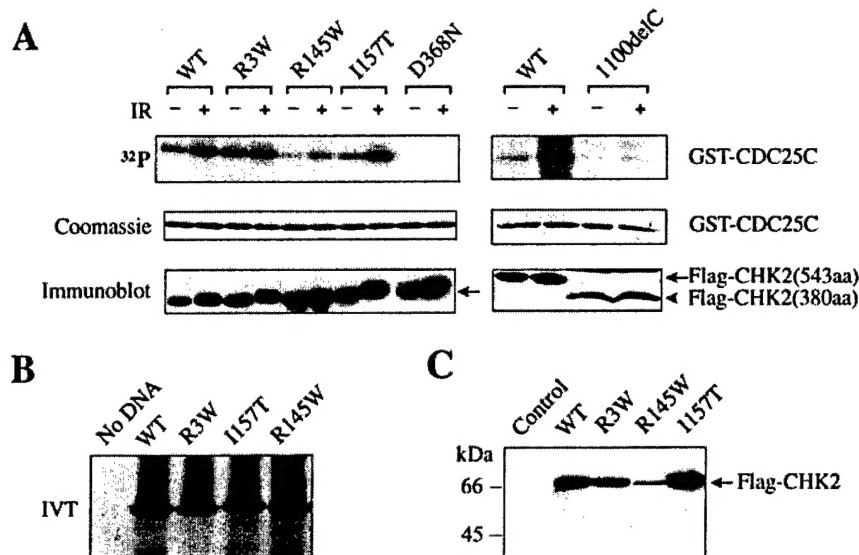 A
WT R3W R145W I157T D368N WT 1100delC
IR − + − + − + − + − + − + − +
32P GST-CDC25C
Coomassie GST-CDC25C
Immunoblot ← ←Flag-CHK2(543aa)
Flag-CHK2(380aa)
B
No DNA WT R3W I157T R145W
IVT
C
Control WT R3W R145W I157T
kDa
66 ←Flag-CHK2
45